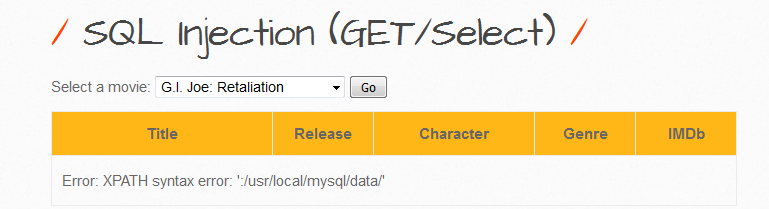 / SQL Injection (GET/Select) /
Select a movie: G.I. Joe: Retaliation Go
Title Release Character Genre IMDb
Error: XPATH syntax error: ':/usr/local/mysql/data/'